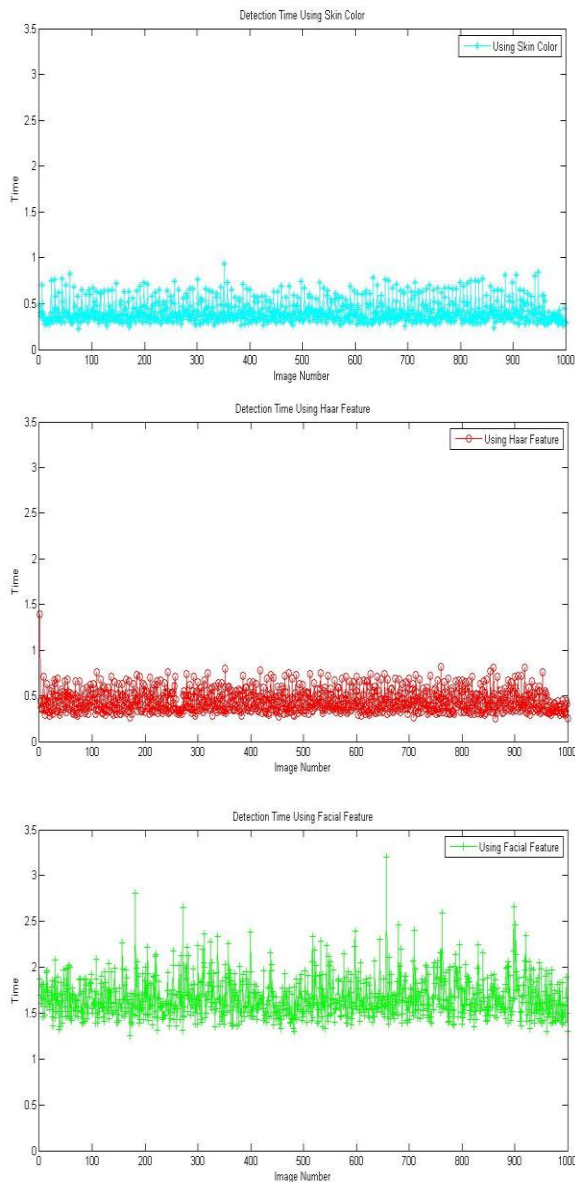 Detection Time Using Skin Color
3.5
3
2.5
2
1.5
1
0.5
0
Time
Using Skin Color
0 100 200 300 400 500 600 700 800 900 1000
Image Number
Detection Time Using Haar Feature
3.5
3
2.5
2
1.5
1
0.5
0
Time
Using Haar Feature
0 100 200 300 400 500 600 700 800 900 1000
Image Number
Detection Time Using Facial Feature
3.5
3
2.5
2
1.5
1
0.5
0
Time
Using Facial Feature
0 100 200 300 400 500 600 700 800 900 1000
Image Number